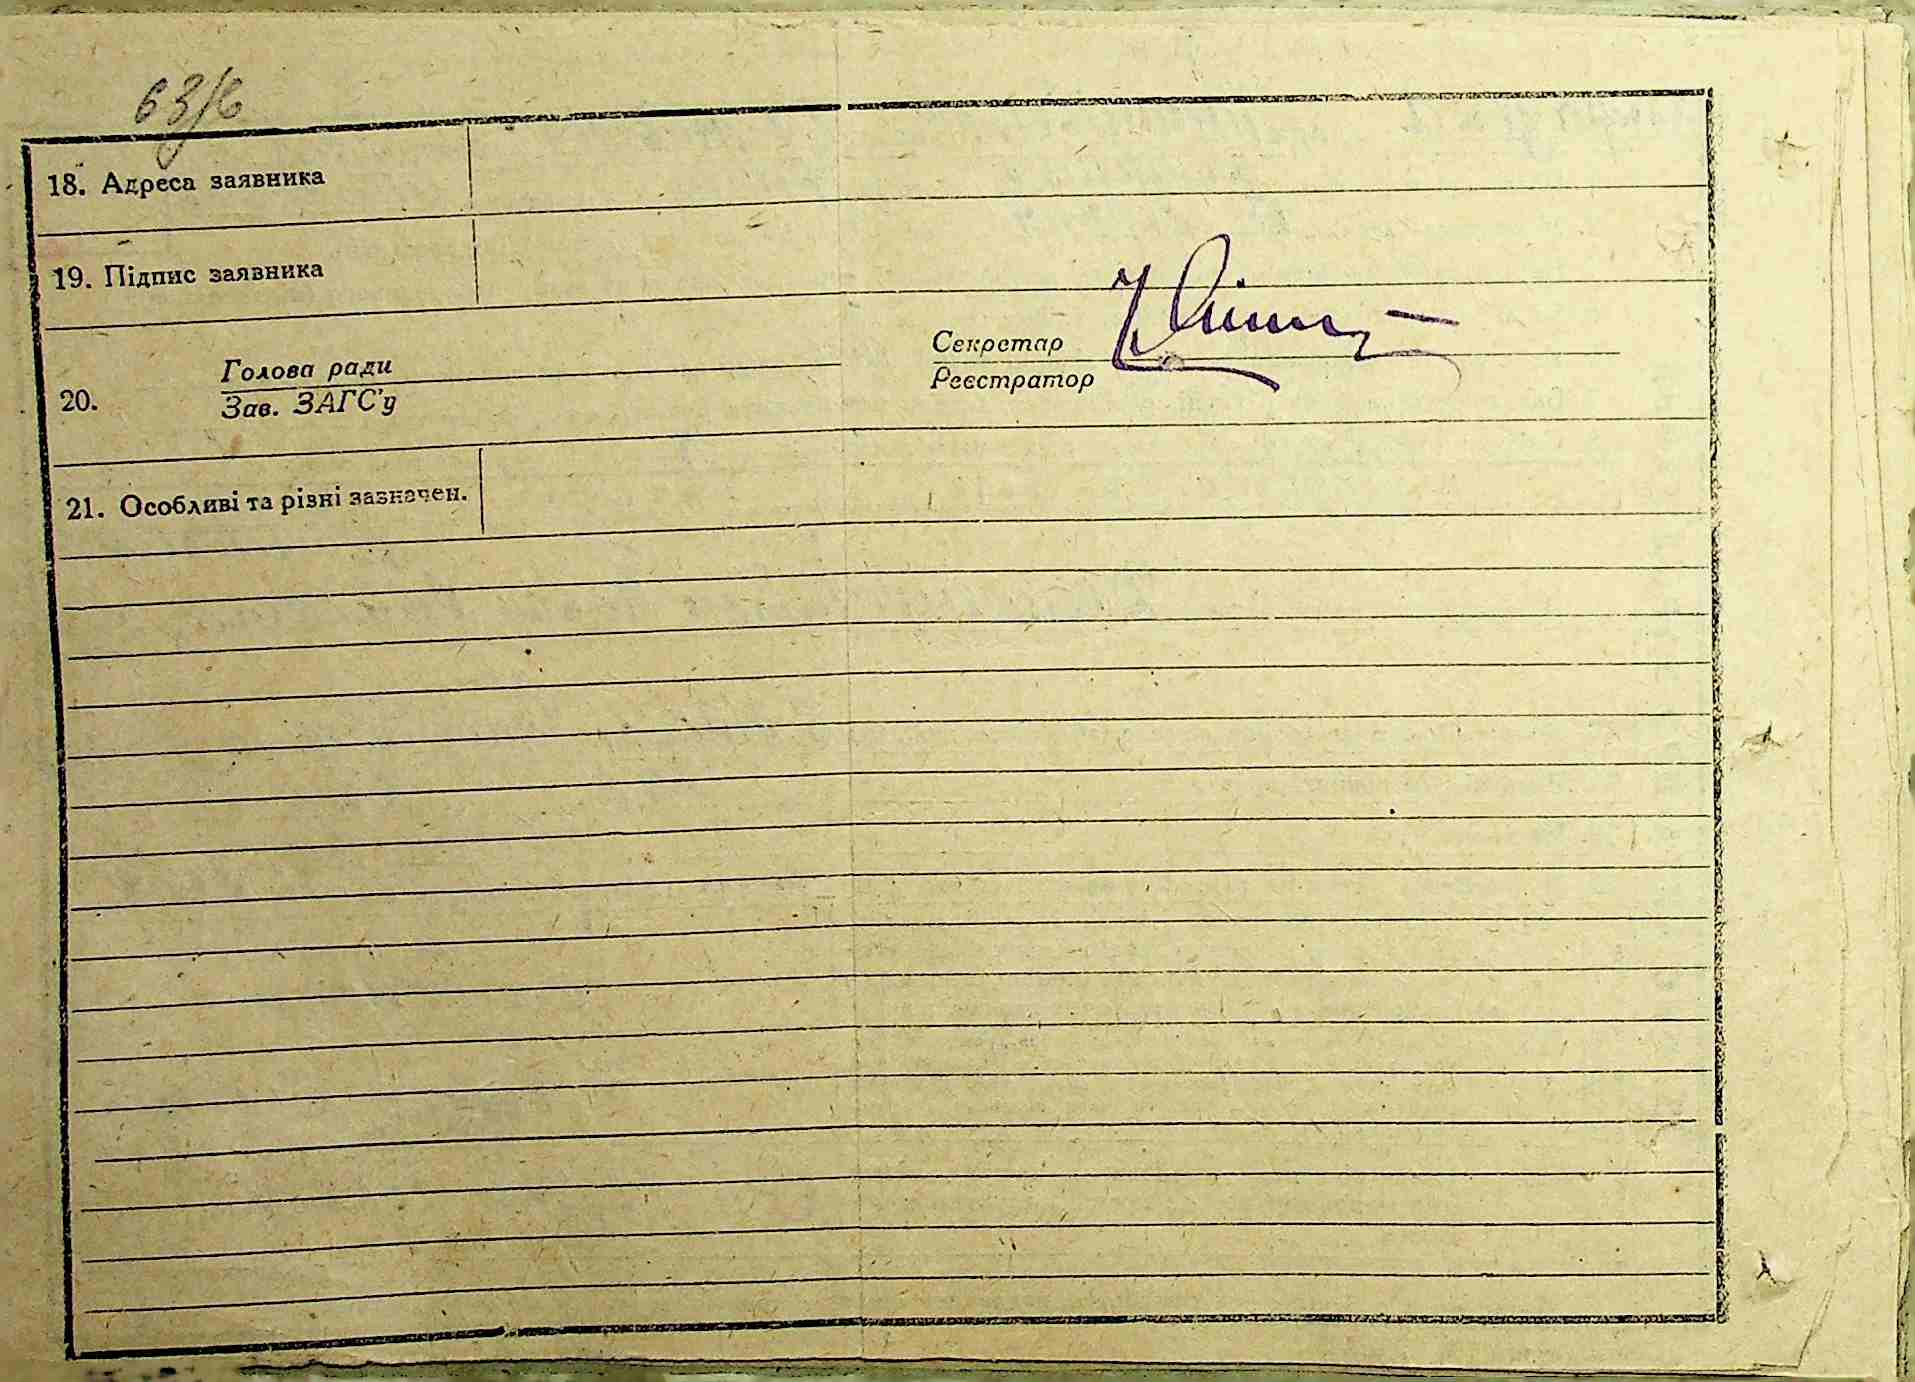 63/6
18. Адреса заявника
19. Підпис заявника
20. Голова ради Секретар
Зав. ЗАГС'у Реєстратор
21. Особливі та різні зазначен.